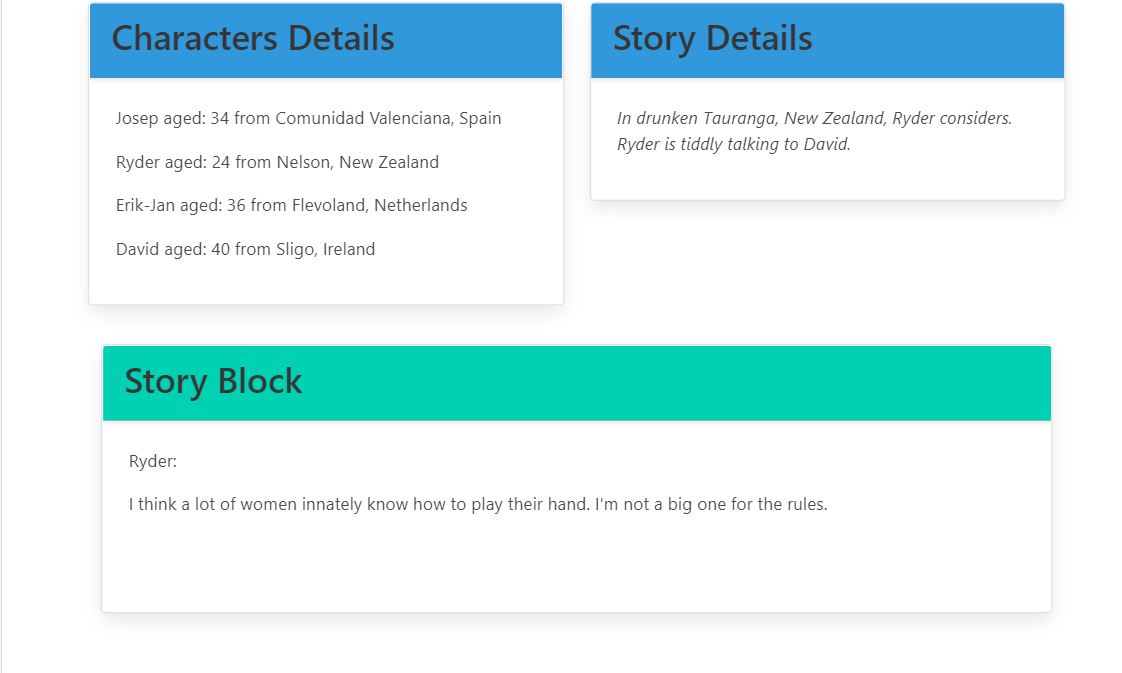 Characters Details
Josep aged: 34 from Comunidad Valenciana, Spain
Ryder aged: 24 from Nelson, New Zealand
Erik-Jan aged: 36 from Flevoland, Netherlands
David aged: 40 from Sligo, Ireland
Story Details
In drunken Tauranga, New Zealand, Ryder considers.
Ryder is tiddly talking to David.
Story Block
Ryder:
I think a lot of women innately know how to play their hand. I'm not a big one for the rules.